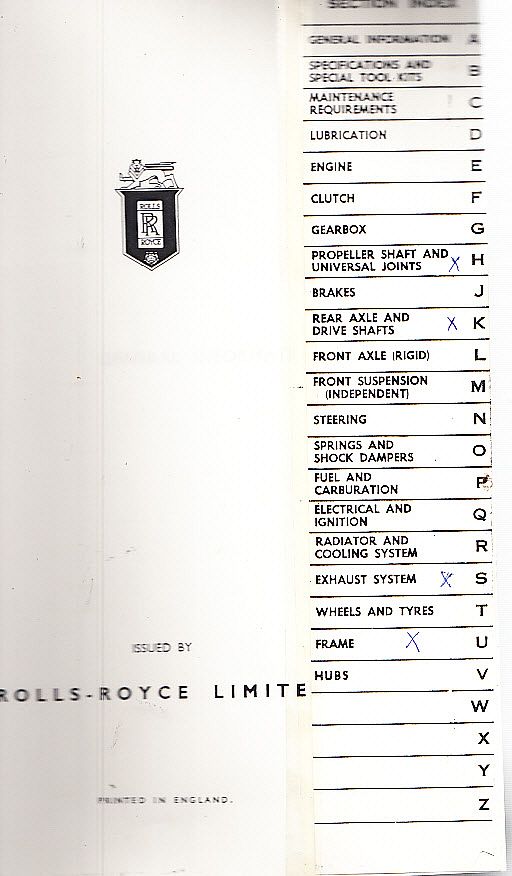 ROLLS
RR
ROYCE
ISSUED BY
ROLLS-ROYCE LIMITE
PRINTED IN ENGLAND.
SECTION INDEX
GENERAL INFORMATION A
SPECIFICATIONS AND
SPECIAL TOOL KITS B
MAINTENANCE
REQUIREMENTS C
LUBRICATION D
ENGINE E
CLUTCH F
GEARBOX G
PROPELLER SHAFT AND
UNIVERSAL JOINTS X H
BRAKES J
REAR AXLE AND
DRIVE SHAFTS X K
FRONT AXLE (RIGID) L
FRONT SUSPENSION
(INDEPENDENT) M
STEERING N
SPRINGS AND
SHOCK DAMPERS O
FUEL AND
CARBURATION P
ELECTRICAL AND
IGNITION Q
RADIATOR AND
COOLING SYSTEM R
EXHAUST SYSTEM X S
WHEELS AND TYRES T
FRAME X U
HUBS V
W
X
Y
Z